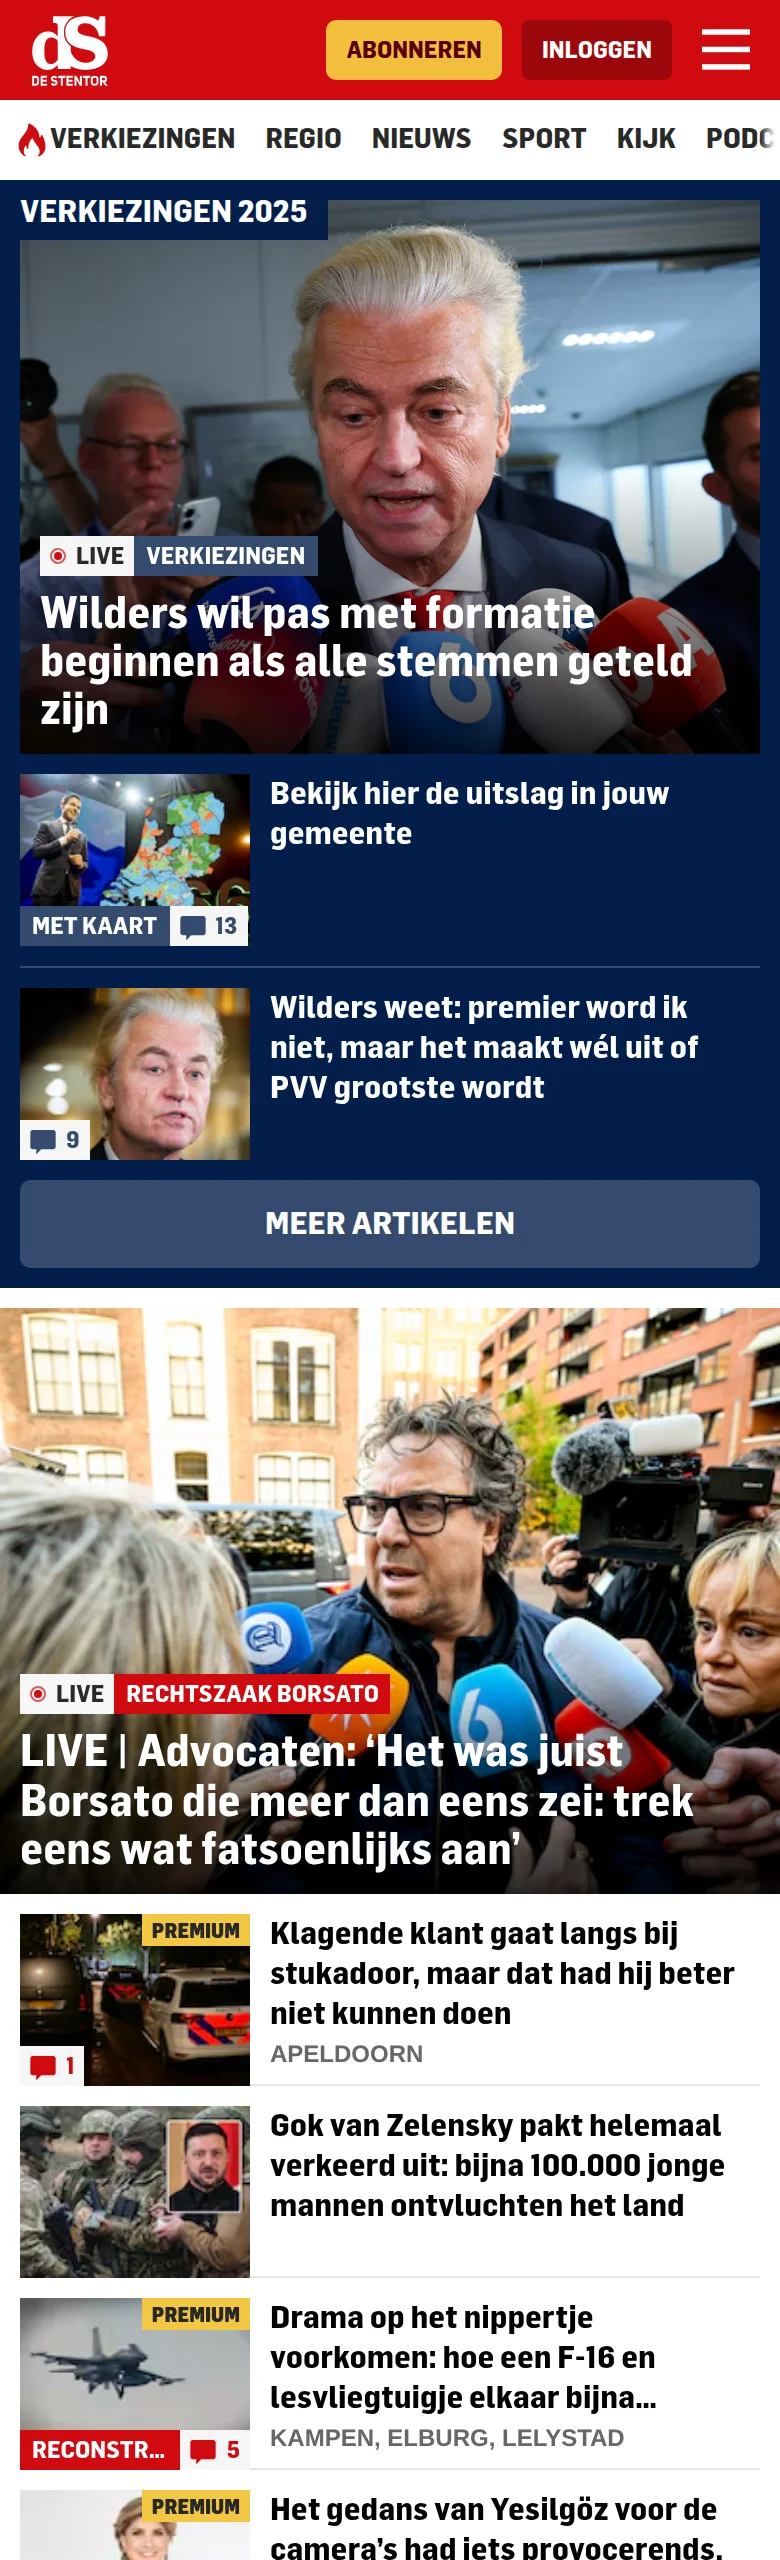 dS
DE STENTOR
ABONNEREN
INLOGGEN
VERKIEZINGEN REGIO NIEUWS SPORT KIJK PODC
VERKIEZINGEN 2025
LIVE VERKIEZINGEN
Wilders wil pas met formatie
beginnen als alle stemmen geteld
zijn
Bekijk hier de uitslag in jouw
gemeente
MET KAART 13
Wilders weet: premier word ik
niet, maar het maakt wél uit of
PVV grootste wordt
9
MEER ARTIKELEN
LIVE RECHTSZAAK BORSATO
LIVE | Advocaten: ‘Het was juist
Borsato die meer dan eens zei: trek
eens wat fatsoenlijks aan’
PREMIUM
1
Klagende klant gaat langs bij
stukadoor, maar dat had hij beter
niet kunnen doen
APELDOORN
Gok van Zelensky pakt helemaal
verkeerd uit: bijna 100.000 jonge
mannen ontvluchten het land
PREMIUM
RECONSTR... 5
Drama op het nippertje
voorkomen: hoe een F-16 en
lesvliegtuigje elkaar bijna...
KAMPEN, ELBURG, LELYSTAD
PREMIUM
Het gedans van Yesilgöz voor de
camera’s had iets provocerends.